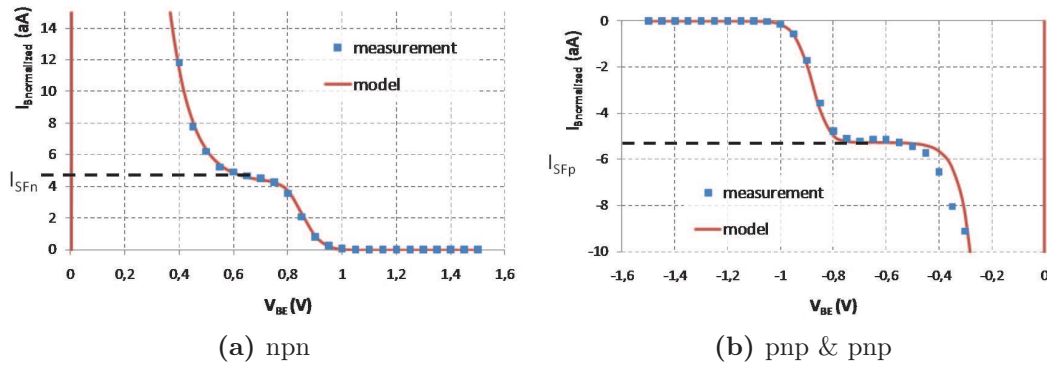 I_Bnormalized (aA)
14
12
10
8
6
4
2
0
I_SFn
measurement
model
0 0,2 0,4 0,6 0,8 1 1,2 1,4 1,6
V_BE (V)
(a) npn
I_Bnormalized (aA)
0
-2
-4
-6
-8
-10
I_SFp
measurement
model
-1,6 -1,4 -1,2 -1 -0,8 -0,6 -0,4 -0,2 0
V_BE (V)
(b) pnp & pnp